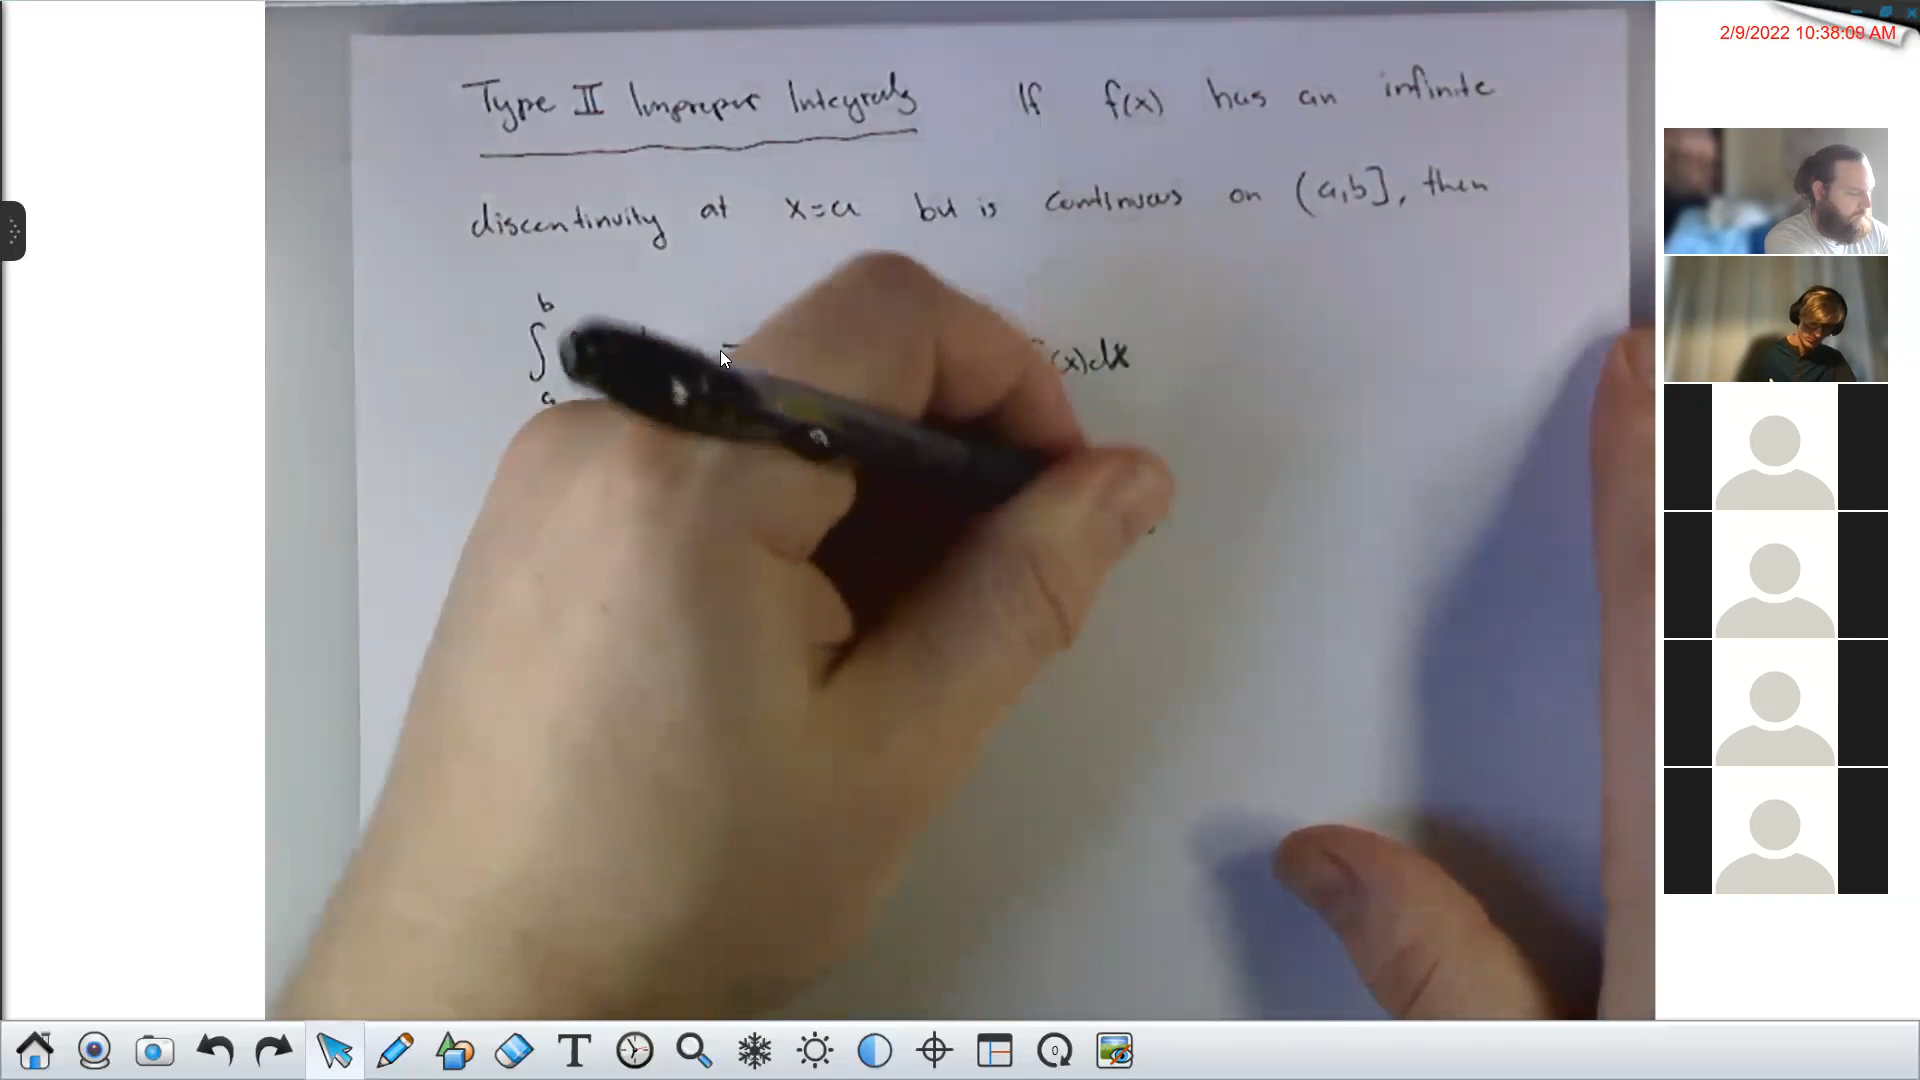 2/9/2022 10:38:09 AM
Type II Improper Integrals If f(x) has an infinite
discontinuity at x=a but is continuous on (a,b], then
b
∫ (x)dx
a
T
0